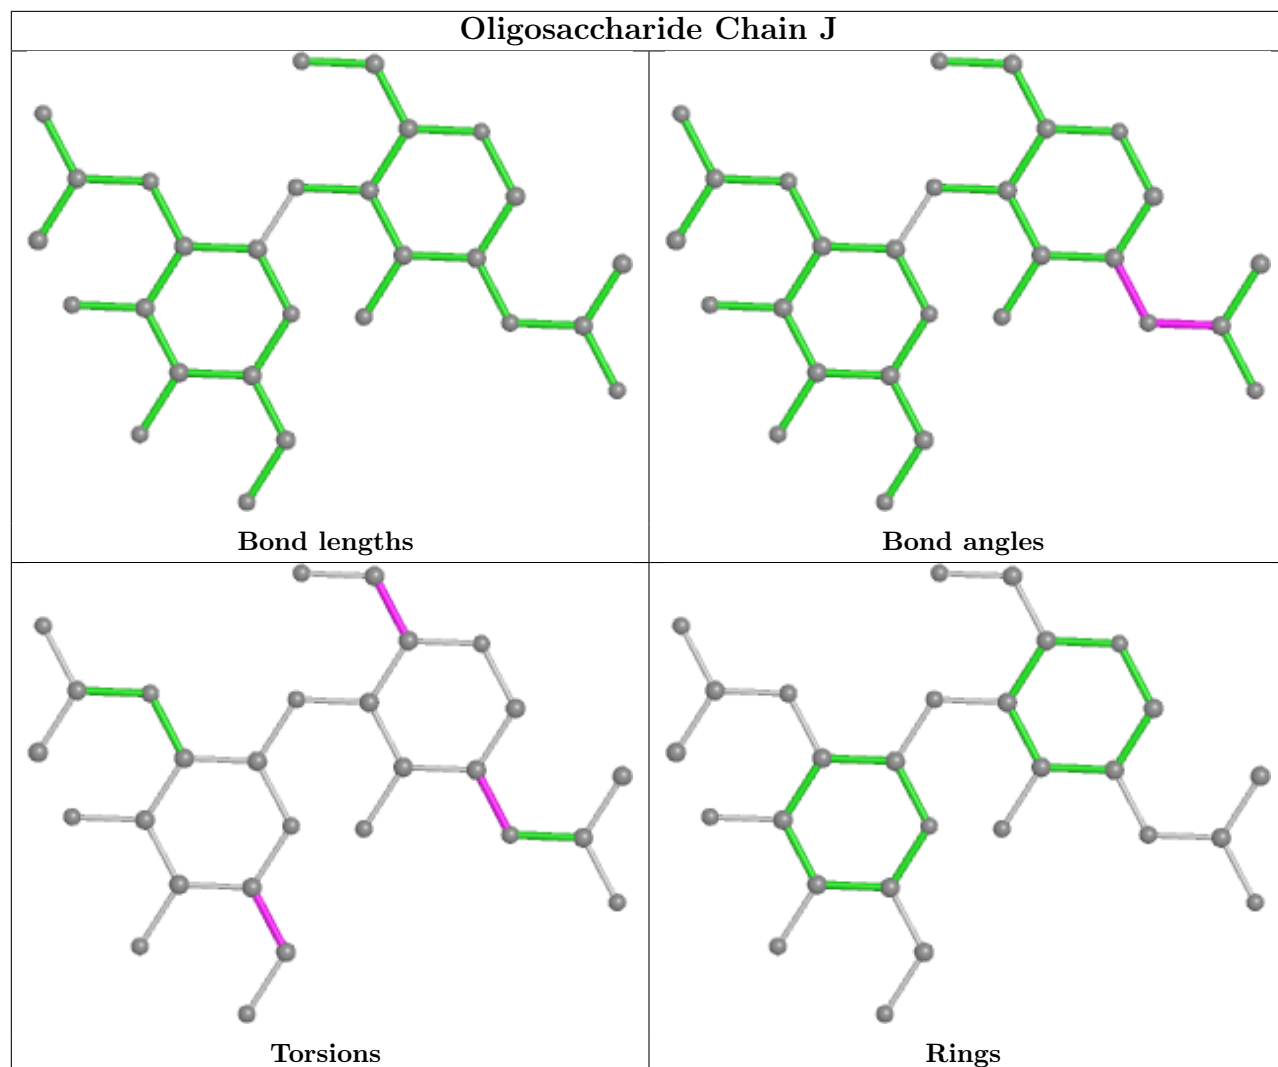 Oligosaccharide Chain J
Bond lengths
Bond angles
Torsions
Rings